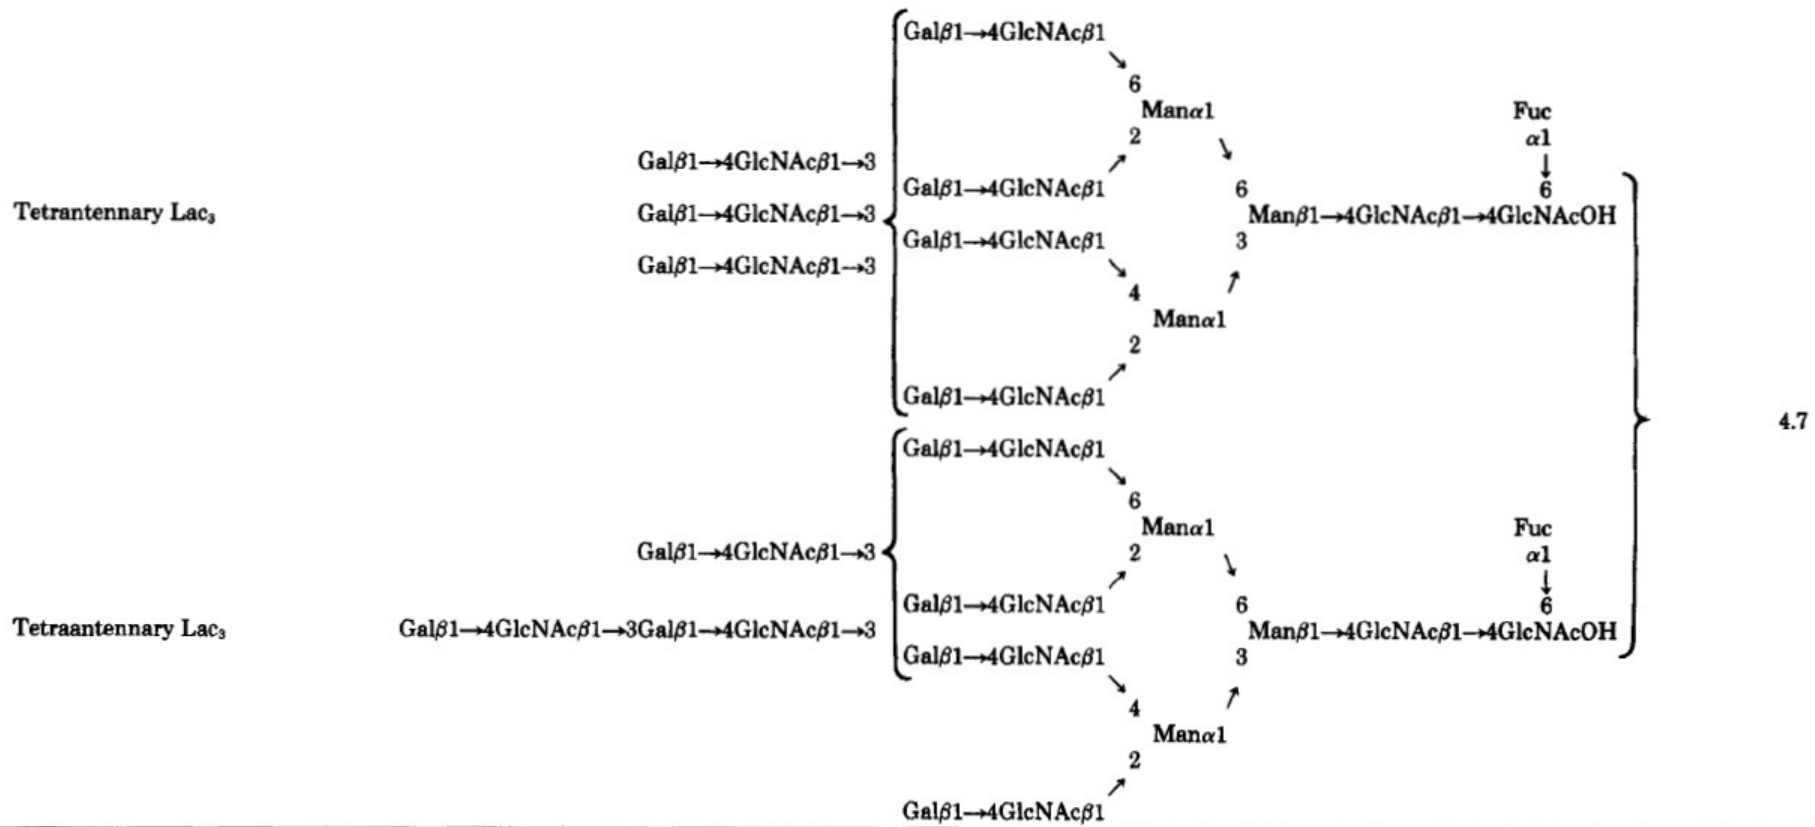 Galβ1→4GlcNAcβ1
↘
6
Manα1 Fuc
2 α1
Galβ1→4GlcNAcβ1→3 ↗ ↘ ↓
Galβ1→4GlcNAcβ1 6 6
Tetrantennary Lac₃ Galβ1→4GlcNAcβ1→3 Manβ1→4GlcNAcβ1→4GlcNAcOH
Galβ1→4GlcNAcβ1 3
Galβ1→4GlcNAcβ1→3 ↘ ↗
4
Manα1
2
↗
Galβ1→4GlcNAcβ1
4.7
Galβ1→4GlcNAcβ1
↘
6
Manα1 Fuc
Galβ1→4GlcNAcβ1→3 2 α1
↗ ↘ ↓
Galβ1→4GlcNAcβ1 6 6
Tetraantennary Lac₃ Galβ1→4GlcNAcβ1→3Galβ1→4GlcNAcβ1→3 Manβ1→4GlcNAcβ1→4GlcNAcOH
Galβ1→4GlcNAcβ1 3
↘ ↗
4
Manα1
2
↗
Galβ1→4GlcNAcβ1